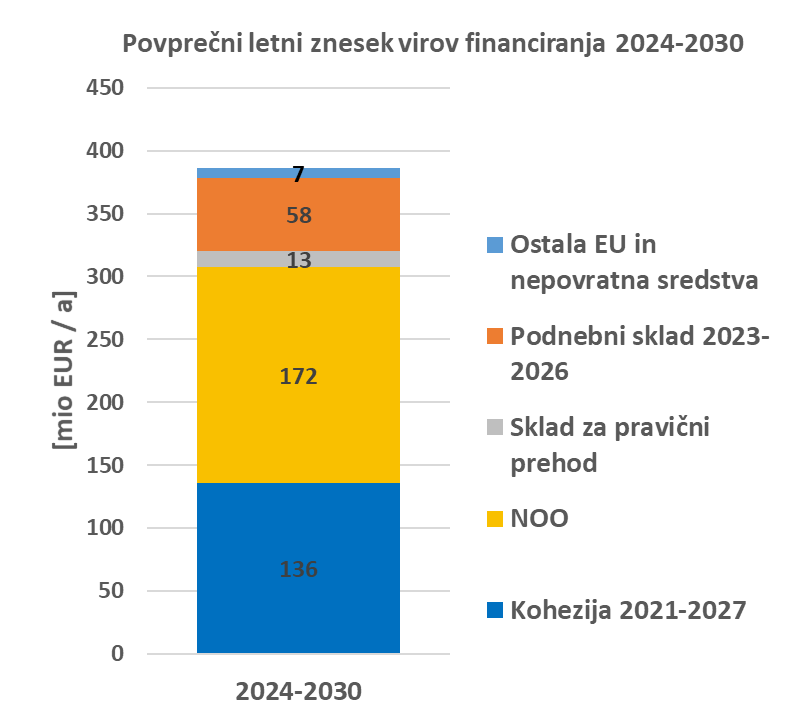 Povprečni letni znesek virov financiranja 2024-2030
450
400
350
300
250
200
150
100
50
0
[mio EUR / a]
7
58
13
172
136
2024-2030
Ostala EU in
nepovratna sredstva
Podnebni sklad 2023-
2026
Sklad za pravični
prehod
NOO
Kohezija 2021-2027